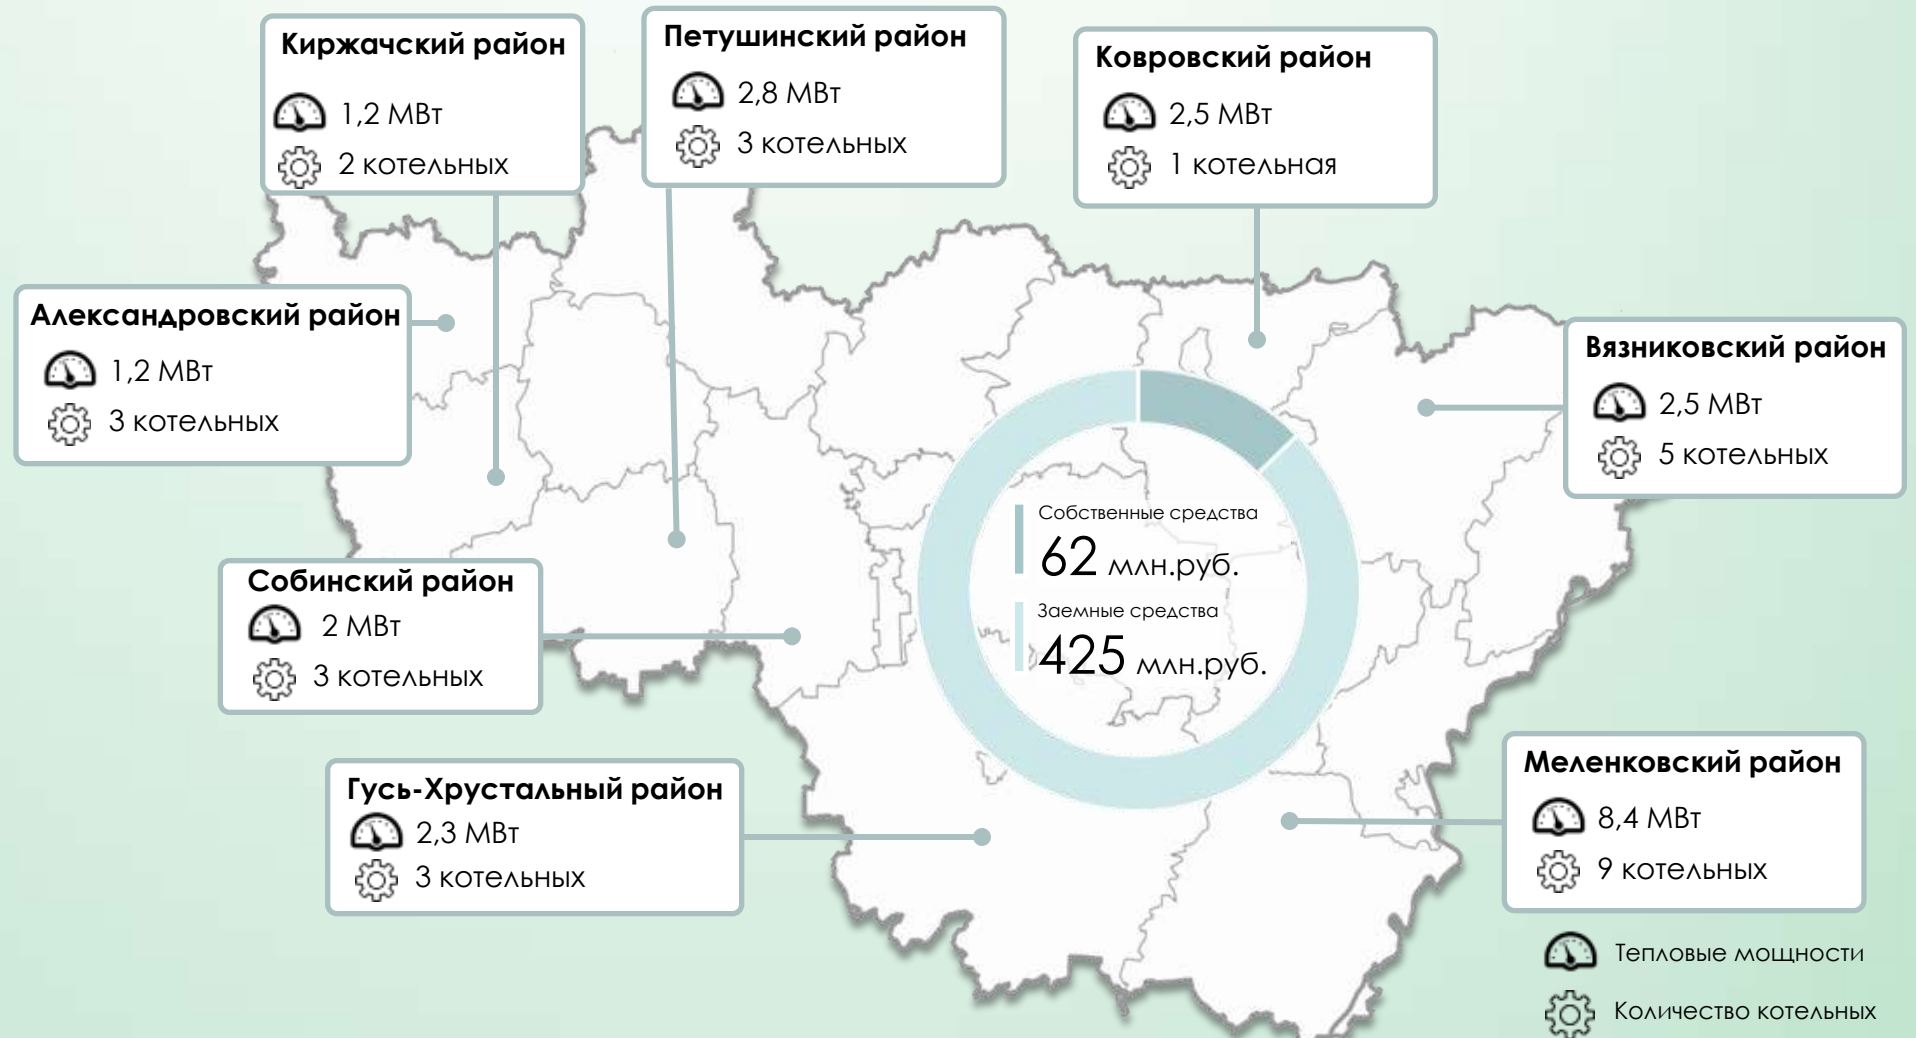 Киржачский район
1,2 МВт
2 котельных
Петушинский район
2,8 МВт
3 котельных
Ковровский район
2,5 МВт
1 котельная
Александровский район
1,2 МВт
3 котельных
Вязниковский район
2,5 МВт
5 котельных
Собственные средства
62 млн.руб.
Заемные средства
425 млн.руб.
Собинский район
2 МВт
3 котельных
Гусь-Хрустальный район
2,3 МВт
3 котельных
Меленковский район
8,4 МВт
9 котельных
Тепловые мощности
Количество котельных